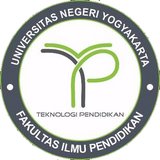 UNIVERSITAS NEGERI YOGYAKARTA
TEKNOLOGI PENDIDIKAN
FAKULTAS ILMU PENDIDIKAN